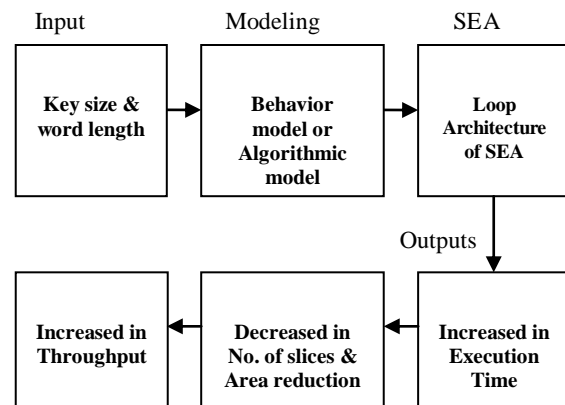 Input
Modeling
SEA
Key size &
word length
Behavior
model or
Algorithmic
model
Loop
Architecture
of SEA
Outputs
Increased in
Throughput
Decreased in
No. of slices &
Area reduction
Increased in
Execution
Time